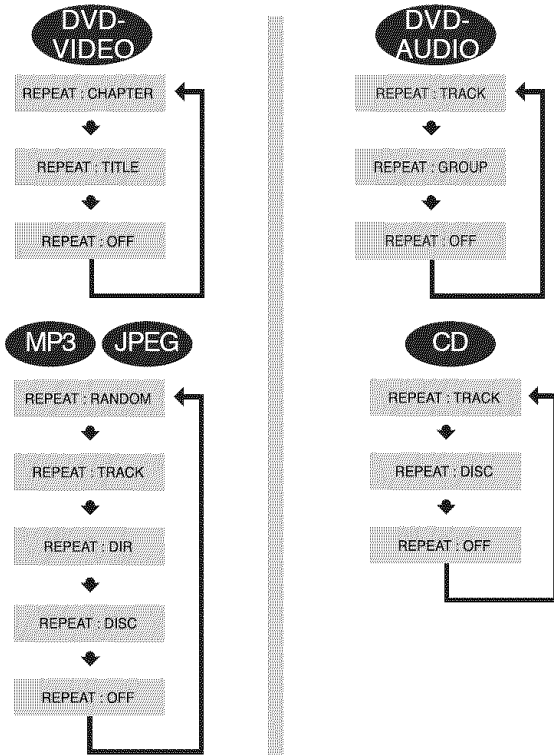 DVD-
VIDEO
REPEAT : CHAPTER
REPEAT : TITLE
REPEAT : OFF
DVD-
AUDIO
REPEAT : TRACK
REPEAT : GROUP
REPEAT : OFF
MP3 JPEG
REPEAT : RANDOM
REPEAT : TRACK
REPEAT : DIR
REPEAT : DISC
REPEAT : OFF
CD
REPEAT : TRACK
REPEAT : DISC
REPEAT : OFF